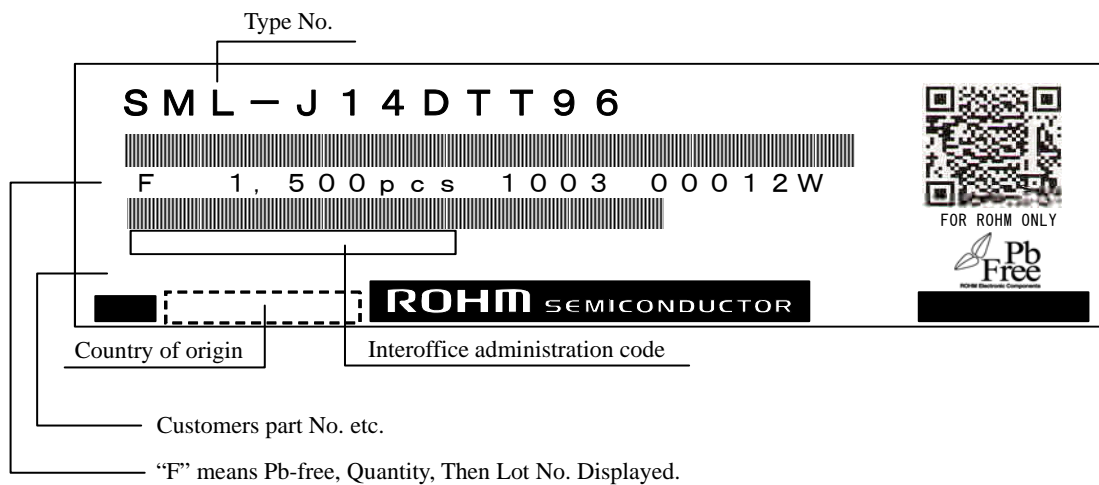 Type No.
SML-J14DTT96
F 1,500pcs 1003 00012W
FOR ROHM ONLY
Pb
Free
ROHM Electronic Components
ROHM SEMICONDUCTOR
Country of origin
Interoffice administration code
Customers part No. etc.
“F” means Pb-free, Quantity, Then Lot No. Displayed.